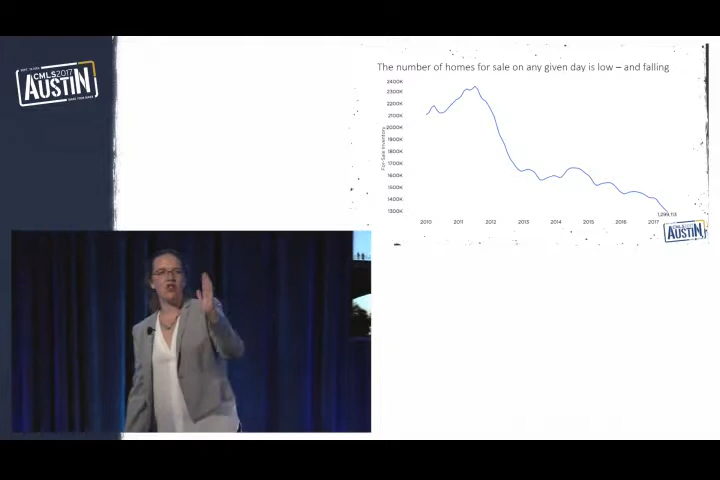 CMLS2017
AUSTIN
The number of homes for sale on any given day is low – and falling
2400K
2300K
2200K
2100K
2000K
1900K
1800K
1700K
1600K
1500K
1400K
1300K
For-Sale Inventory
2010
2011
2012
2013
2014
2015
2016
2017
AUSTIN